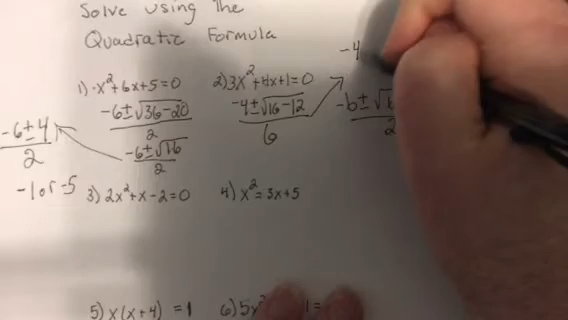 Solve using the
Quadratic Formula
1) x²+6x+5=0
-6±√36-20
2
-6±√16
2
-6±4
2
-1 or -5
2) 3x²+4x+1=0
-4±√16-12
6
-4
-b±√b
2
3) 2x²+x-2=0
4) x²=3x+5
5) x(x+4) =1
6) 5x² 1=